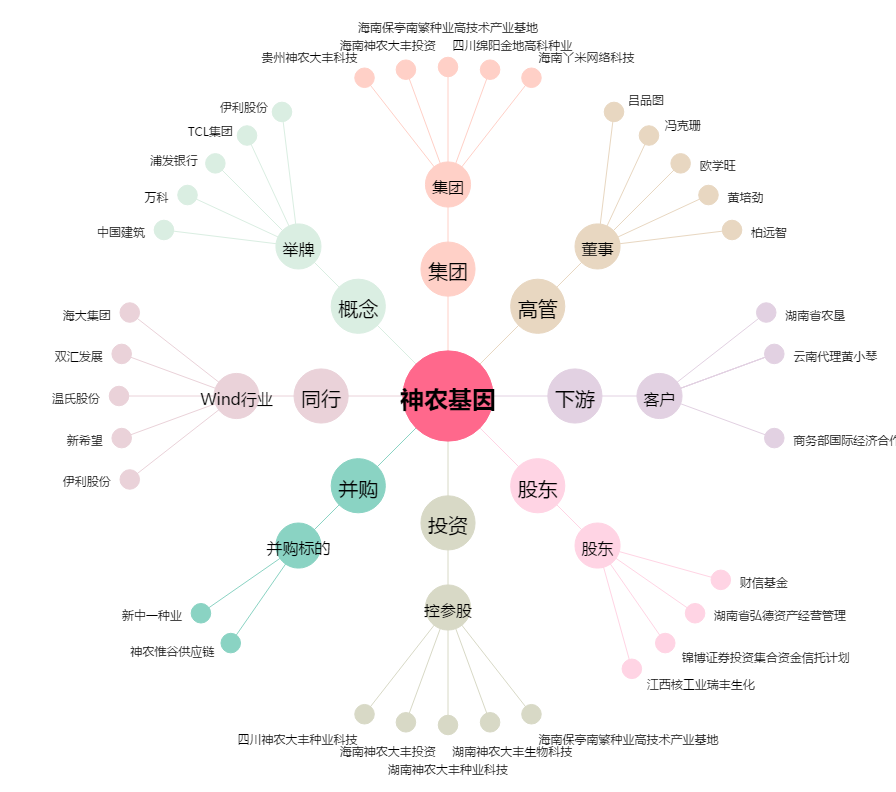 海南保亭南繁种业高技术产业基地
海南神农大丰投资
四川绵阳金地高科种业
贵州神农大丰科技
海南丫米网络科技
伊利股份
吕品图
TCL集团
冯克珊
浦发银行
集团
欧学旺
万科
黄培劲
中国建筑
举牌
董事
柏远智
集团
概念
高管
海大集团
湖南省农垦
双汇发展
云南代理黄小琴
温氏股份
Wind行业
同行
神农基因
下游
客户
新希望
商务部国际经济合作
伊利股份
并购
股东
投资
并购标的
股东
财信基金
新中一种业
控参股
湖南省弘德资产经营管理
神农惟谷供应链
锦博证券投资集合资金信托计划
江西核工业瑞丰生化
四川神农大丰种业科技
海南保亭南繁种业高技术产业基地
海南神农大丰投资
湖南神农大丰生物科技
湖南神农大丰种业科技